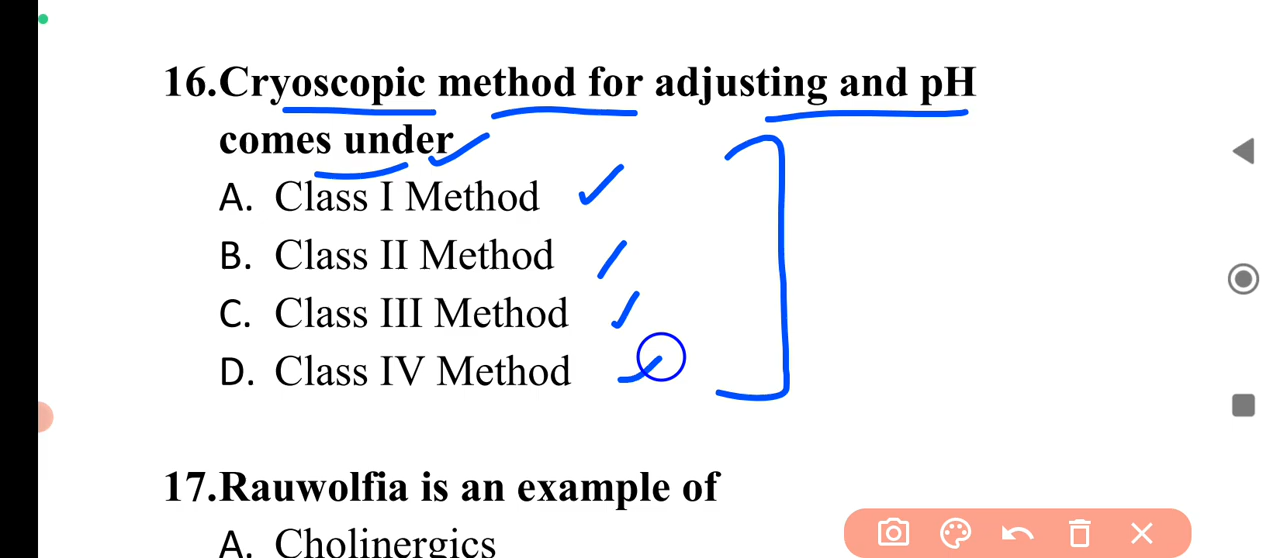 16.Cryoscopic method for adjusting and pH
comes under
A. Class I Method
B. Class II Method
C. Class III Method
D. Class IV Method
17.Rauwolfia is an example of
A. Cholinergics